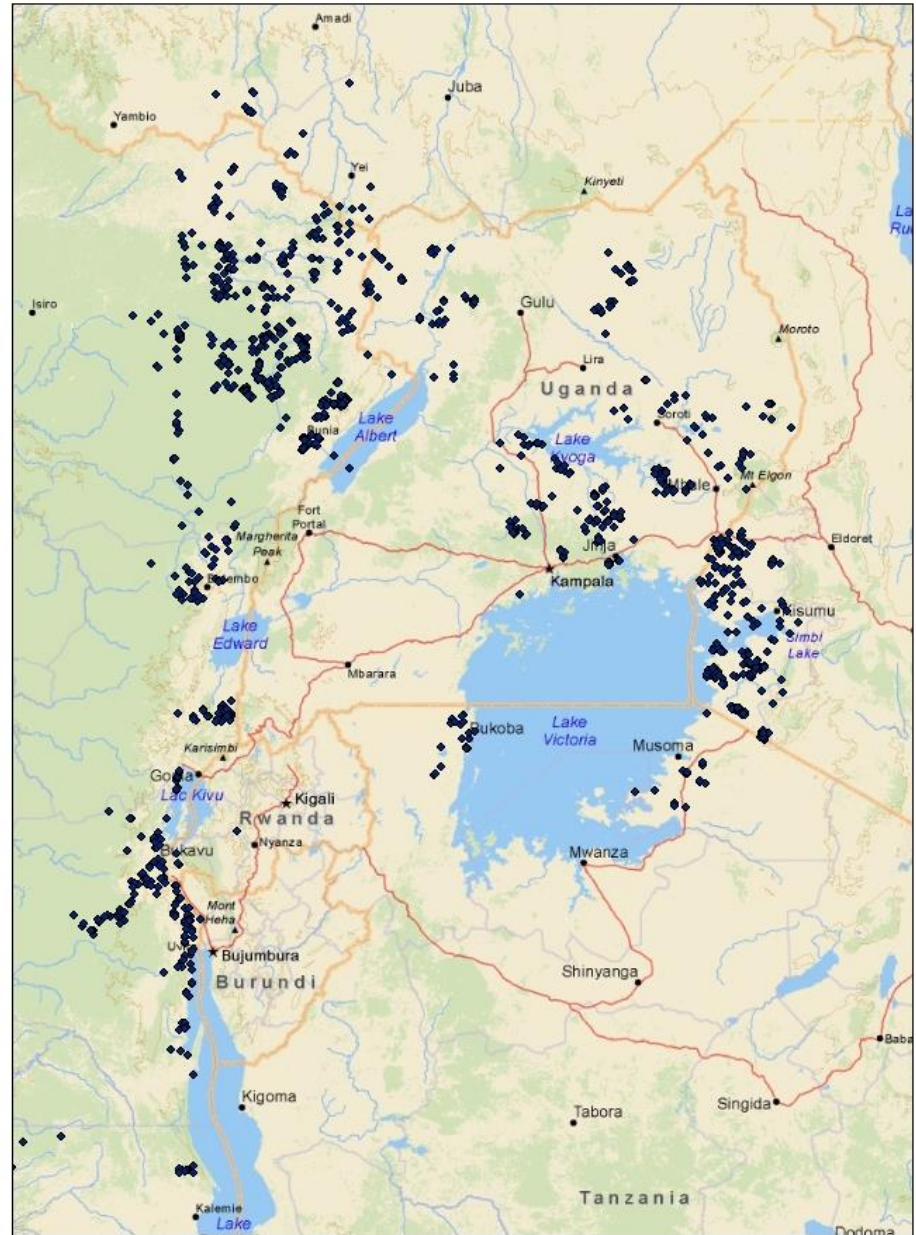 Amadi
Juba
Yambio
Yei
Kinyeti
La
Ru
Isiro
Gulu
Moroto
Lira
Uganda
Lake
Albert
Soroti
Bunia
Lake
Kyoga
Mt Elgon
Mbale
Fort
Portal
Margherita
Peak
Jinja
Eldoret
Kampala
Butembo
Kisumu
Lake
Edward
Simbi
Lake
Mbarara
Bukoba
Lake
Victoria
Musoma
Karisimbi
Goma
Lac Kivu
Kigali
Rwanda
Nyanza
Bukavu
Mwanza
Mont
Heha
Bujumbura
Burundi
Shinyanga
Baba
Kigoma
Tabora
Singida
Tanzania
Kalemie
Lake
Dodoma